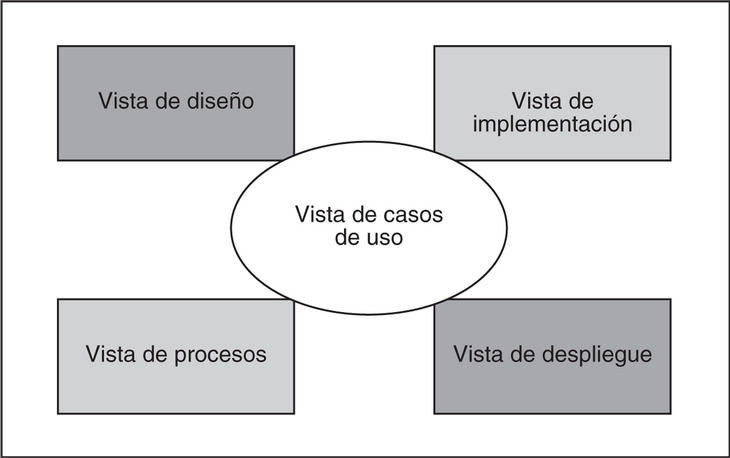 Vista de diseño
Vista de
implementación
Vista de casos
de uso
Vista de procesos
Vista de despliegue